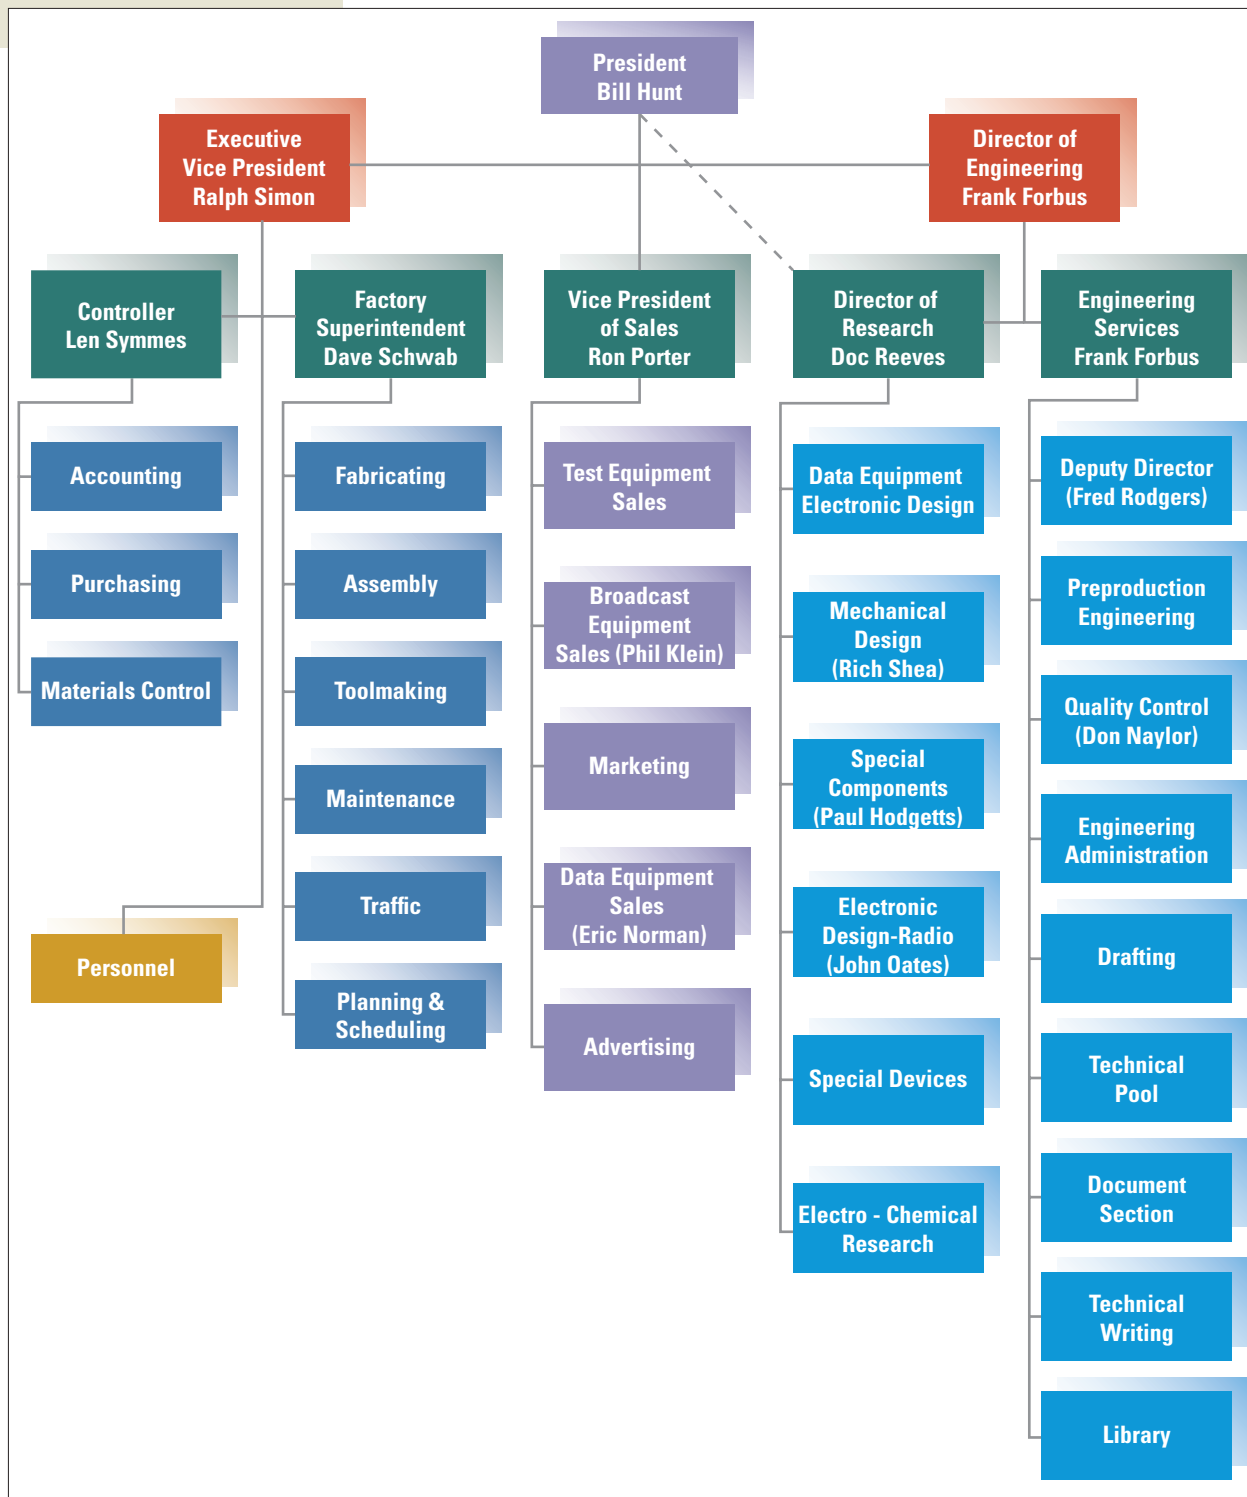 President
Bill Hunt
Executive
Vice President
Ralph Simon
Director of
Engineering
Frank Forbus
Controller
Len Symmes
Factory
Superintendent
Dave Schwab
Vice President
of Sales
Ron Porter
Director of
Research
Doc Reeves
Engineering
Services
Frank Forbus
Accounting
Purchasing
Materials Control
Personnel
Fabricating
Assembly
Toolmaking
Maintenance
Traffic
Planning &
Scheduling
Test Equipment
Sales
Broadcast
Equipment
Sales (Phil Klein)
Marketing
Data Equipment
Sales
(Eric Norman)
Advertising
Data Equipment
Electronic Design
Mechanical
Design
(Rich Shea)
Special
Components
(Paul Hodgetts)
Electronic
Design-Radio
(John Oates)
Special Devices
Electro - Chemical
Research
Deputy Director
(Fred Rodgers)
Preproduction
Engineering
Quality Control
(Don Naylor)
Engineering
Administration
Drafting
Technical
Pool
Document
Section
Technical
Writing
Library